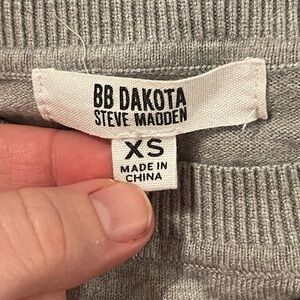 BB DAKOTA
STEVE MADDEN
XS
MADE IN
CHINA